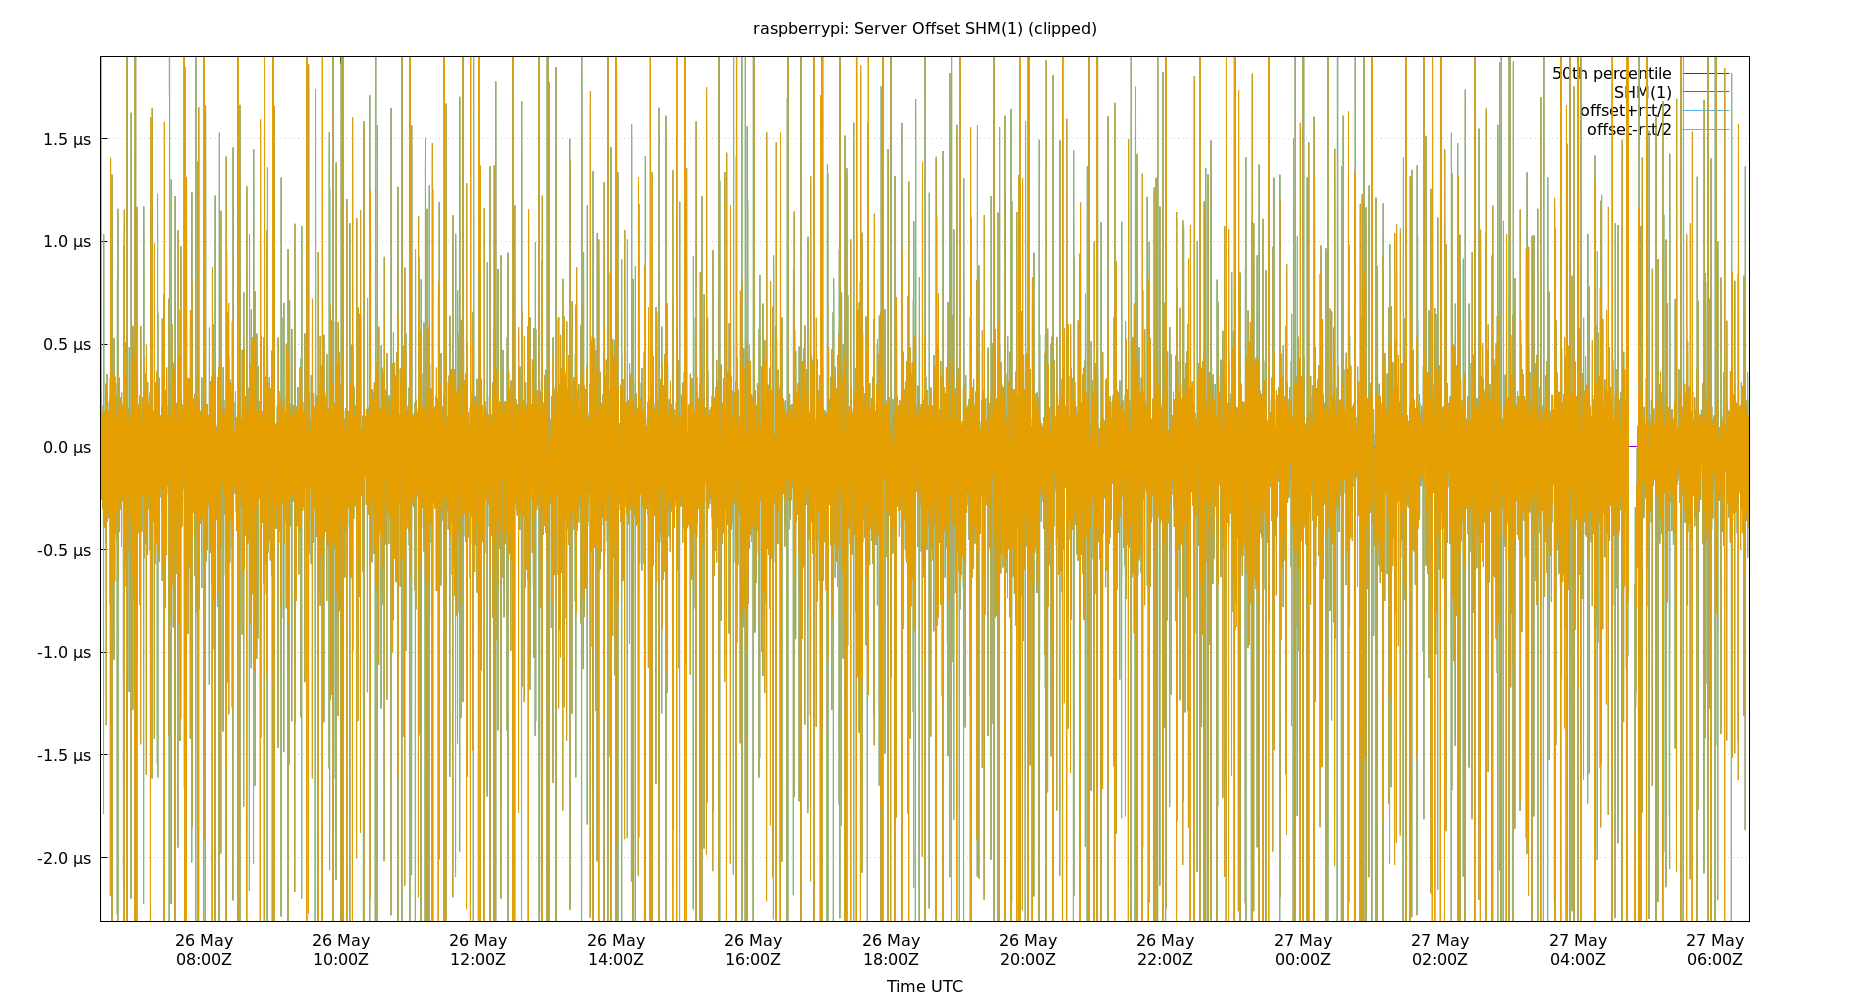 raspberrypi: Server Offset SHM(1) (clipped)
50th percentile
SHM(1)
offset+rtt/2
offset-rtt/2
1.5 µs
1.0 µs
0.5 µs
0.0 µs
-0.5 µs
-1.0 µs
-1.5 µs
-2.0 µs
26 May 26 May 26 May 26 May 26 May 26 May 26 May 26 May 27 May 27 May 27 May 27 May
08:00Z 10:00Z 12:00Z 14:00Z 16:00Z 18:00Z 20:00Z 22:00Z 00:00Z 02:00Z 04:00Z 06:00Z
Time UTC